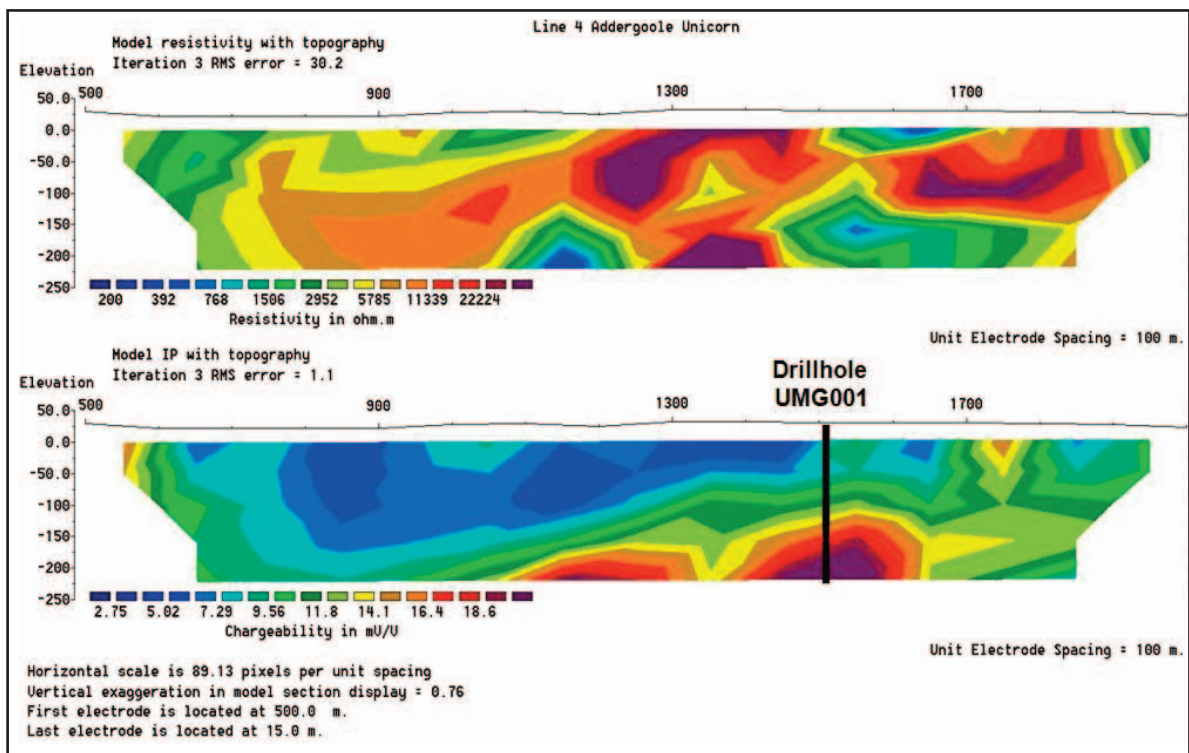 Line 4 Addergoole Unicorn
Model resistivity with topography
Iteration 3 RMS error = 30.2
Elevation
500 900 1300 1700
50.0
0.0
-50.0
-100
-150
-200
-250
200 392 768 1506 2952 5785 11339 22224
Resistivity in ohm.m
Unit Electrode Spacing = 100 m.
Model IP with topography
Iteration 3 RMS error = 1.1
Drillhole
UMG001
Elevation
500 900 1300 1700
50.0
0.0
-50.0
-100
-150
-200
-250
2.75 5.02 7.29 9.56 11.8 14.1 16.4 18.6
Chargeability in mV/V
Unit Electrode Spacing = 100 m.
Horizontal scale is 89.13 pixels per unit spacing
Vertical exaggeration in model section display = 0.76
First electrode is located at 500.0 m.
Last electrode is located at 15.0 m.